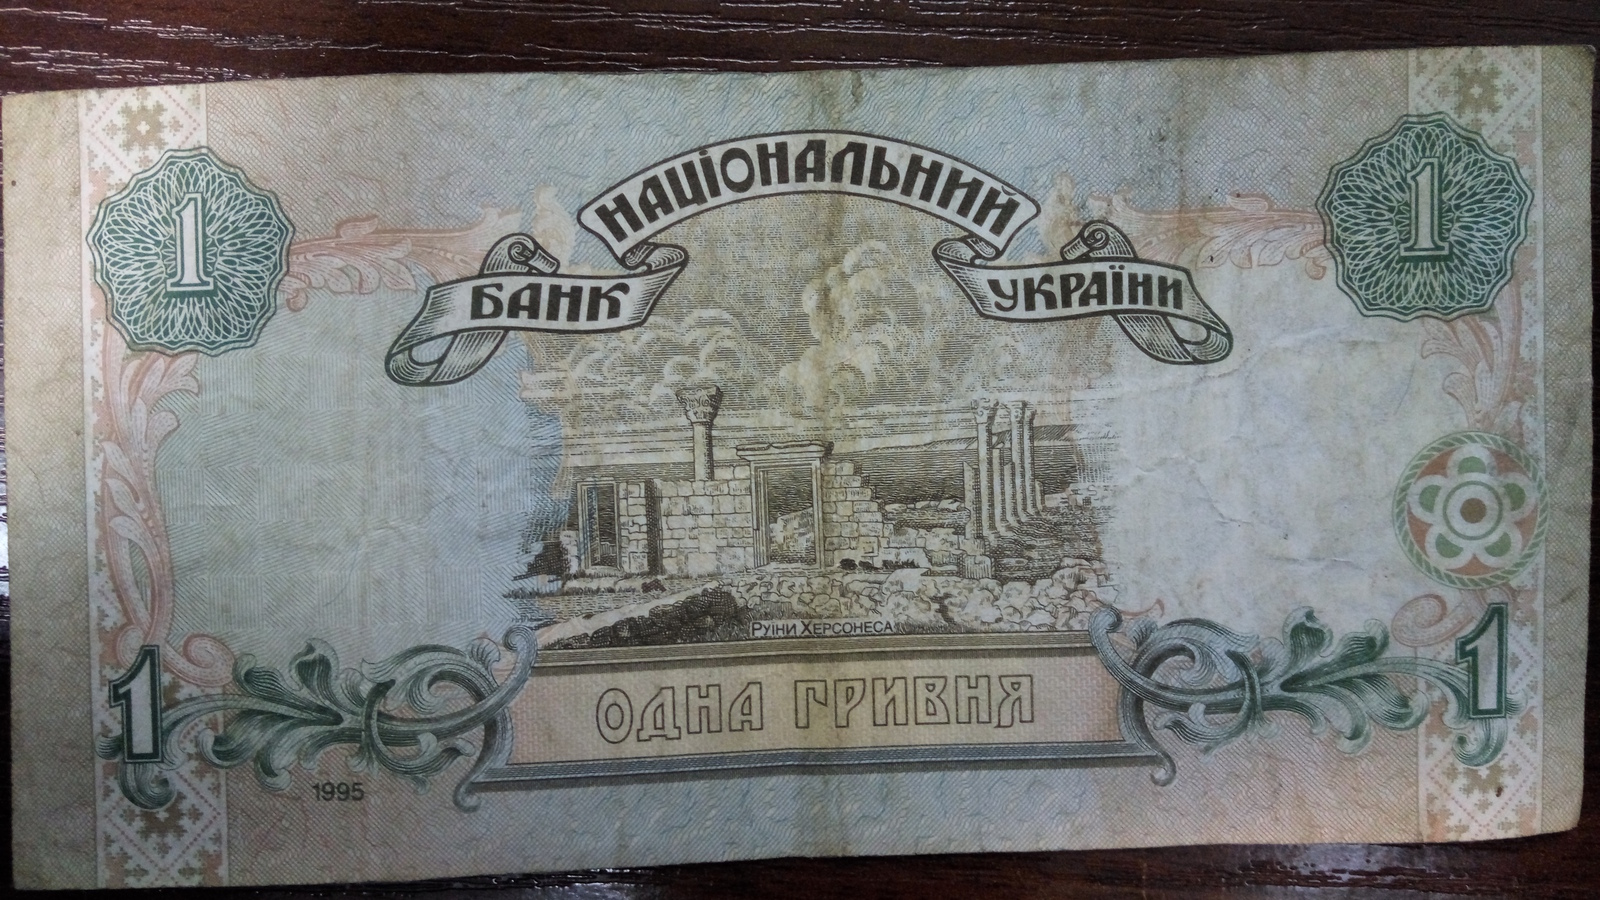 1
1
НАЦІОНАЛЬНИЙ
БАНК
УКРАЇНИ
РУЇНИ ХЕРСОНЕСА
ОДНА ГРИВНЯ
1
1
1995